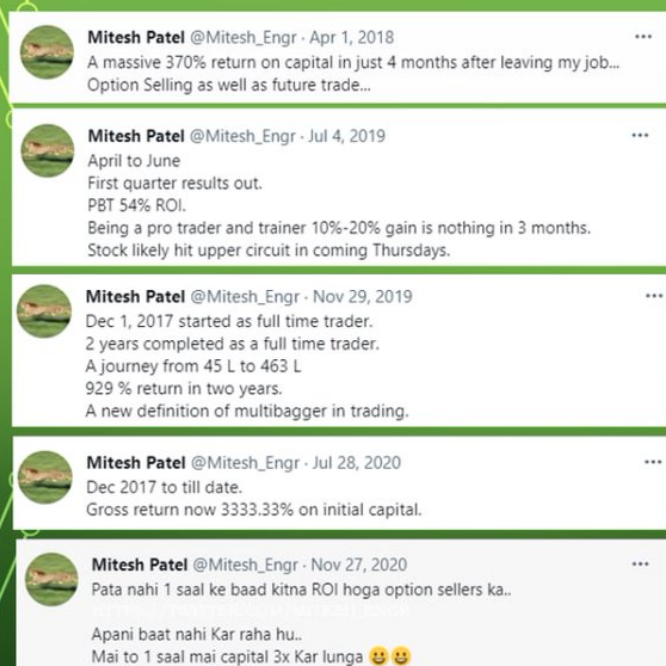 Mitesh Patel @Mitesh_Engr · Apr 1, 2018
A massive 370% return on capital in just 4 months after leaving my job...
Option Selling as well as future trade...
Mitesh Patel @Mitesh_Engr · Jul 4, 2019
April to June
First quarter results out.
PBT 54% ROI.
Being a pro trader and trainer 10%-20% gain is nothing in 3 months.
Stock likely hit upper circuit in coming Thursdays.
Mitesh Patel @Mitesh_Engr · Nov 29, 2019
Dec 1, 2017 started as full time trader.
2 years completed as a full time trader.
A journey from 45 L to 463 L
929 % return in two years.
A new definition of multibagger in trading.
Mitesh Patel @Mitesh_Engr · Jul 28, 2020
Dec 2017 to till date.
Gross return now 3333.33% on initial capital.
Mitesh Patel @Mitesh_Engr · Nov 27, 2020
Pata nahi 1 saal ke baad kitna ROI hoga option sellers ka..
Apani baat nahi Kar raha hu..
Mai to 1 saal mai capital 3x Kar lunga 😀😀